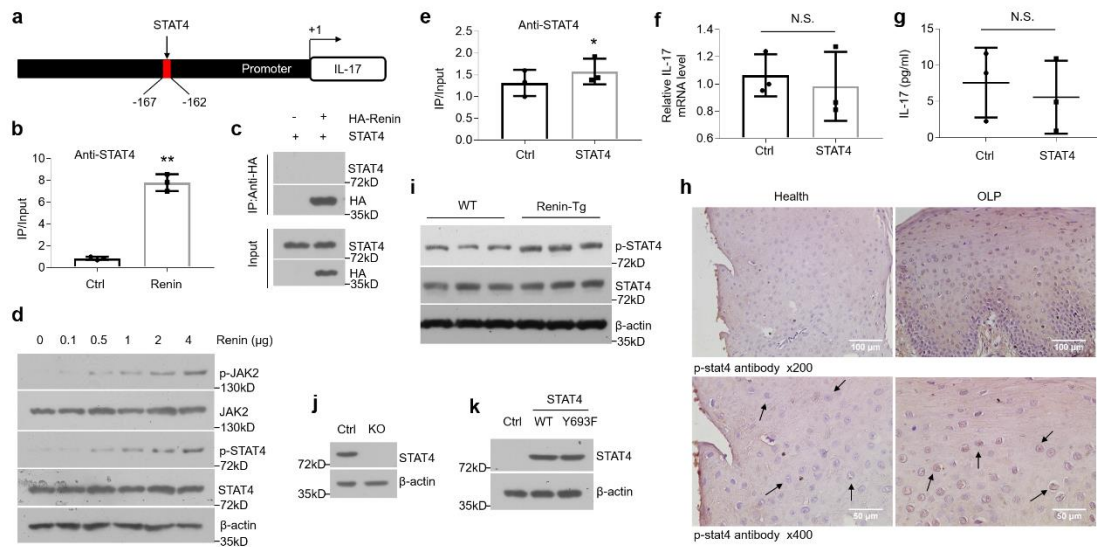 a
STAT4
+1
Promoter
IL-17
-167
-162
b
Anti-STAT4
**
IP/Input
10
8
6
4
2
0
Ctrl
Renin
c
- + HA-Renin
+ + STAT4
IP:Anti-HA
STAT4
72kD
HA
35kD
Input
STAT4
72kD
HA
35kD
d
0 0.1 0.5 1 2 4 Renin (μg)
p-JAK2
130kD
JAK2
130kD
p-STAT4
72kD
STAT4
72kD
β-actin
35kD
e
Anti-STAT4
*
IP/Input
2.5
2.0
1.5
1.0
0.5
0.0
Ctrl
STAT4
f
N.S.
Relative IL-17
mRNA level
1.4
1.2
1.0
0.8
0.6
Ctrl
STAT4
g
N.S.
IL-17 (pg/ml)
15
10
5
0
Ctrl
STAT4
h
Health
OLP
100 μm
100 μm
p-stat4 antibody x200
50 μm
50 μm
p-stat4 antibody x400
i
WT
Renin-Tg
p-STAT4
72kD
STAT4
72kD
β-actin
35kD
j
Ctrl KO
STAT4
72kD
β-actin
35kD
k
STAT4
Ctrl WT Y693F
STAT4
72kD
β-actin
35kD